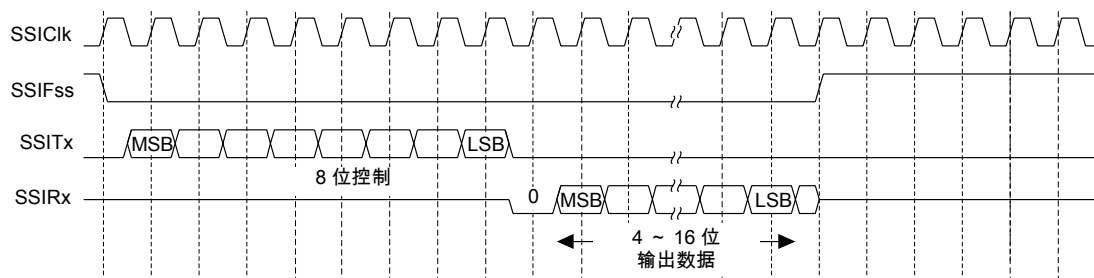 SSIClk
SSIFss
SSITx MSB LSB
8 位控制
SSIRx 0 MSB LSB
4 ~ 16 位
输出数据